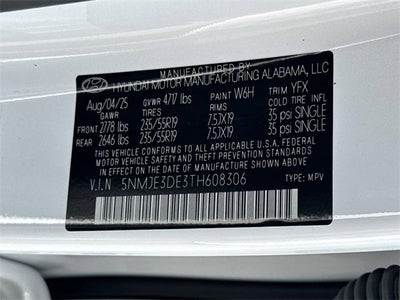 MANUFACTURED BY
HYUNDAI MOTOR MANUFACTURING ALABAMA, LLC
Aug/04/25 GVWR 4717 lbs PAINT W6H TRIM YFX
GAWR TIRES RIMS COLD TIRE INFL
FRONT 2778 lbs 235/55R19 7.5JX19 35 psi SINGLE
REAR 2646 lbs 235/55R19 7.5JX19 35 psi SINGLE
THIS VEHICLE CONFORMS TO ALL APPLICABLE U.S.A. FEDERAL
MOTOR VEHICLE SAFETY, BUMPER, AND THEFT PREVENTION
STANDARDS IN EFFECT ON THE DATE OF MANUFACTURE SHOWN ABOVE.
V.I.N 5NMJE3DE3TH608306 TYPE: MPV